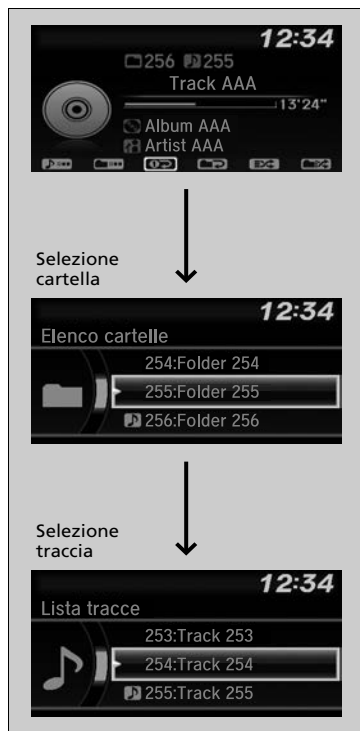 12:34
256 255
Track AAA
13'24"
Album AAA
Artist AAA
Selezione
cartella
12:34
Elenco cartelle
254:Folder 254
255:Folder 255
256:Folder 256
Selezione
traccia
12:34
Lista tracce
253:Track 253
254:Track 254
255:Track 255